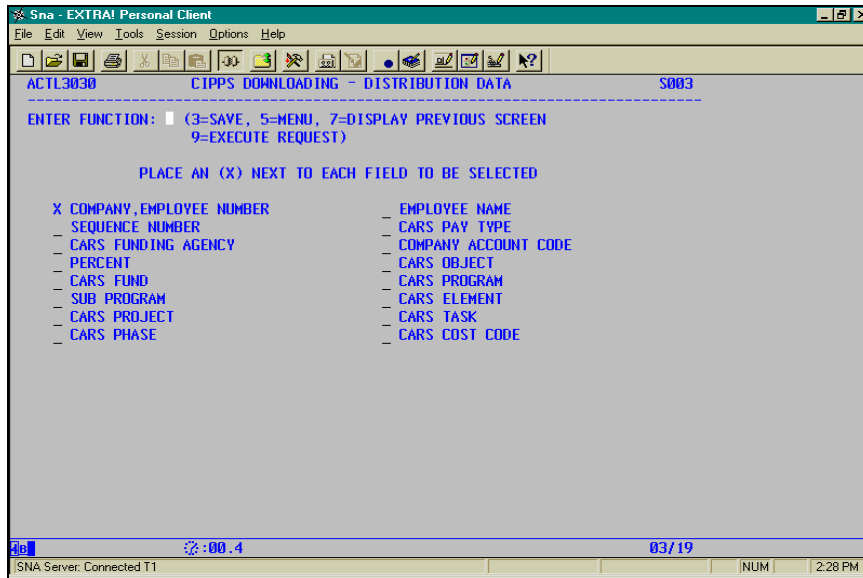 Sna - EXTRA! Personal Client
File Edit View Tools Session Options Help
ACTL3030 CIPPS DOWNLOADING - DISTRIBUTION DATA S003
ENTER FUNCTION: (3=SAVE, 5=MENU, 7=DISPLAY PREVIOUS SCREEN
9=EXECUTE REQUEST)
PLACE AN (X) NEXT TO EACH FIELD TO BE SELECTED
X COMPANY,EMPLOYEE NUMBER _ EMPLOYEE NAME
_ SEQUENCE NUMBER _ CARS PAY TYPE
_ CARS FUNDING AGENCY _ COMPANY ACCOUNT CODE
_ PERCENT _ CARS OBJECT
_ CARS FUND _ CARS PROGRAM
_ SUB PROGRAM _ CARS ELEMENT
_ CARS PROJECT _ CARS TASK
_ CARS PHASE _ CARS COST CODE
4B :00.4 03/19
SNA Server: Connected T1 NUM 2:28 PM